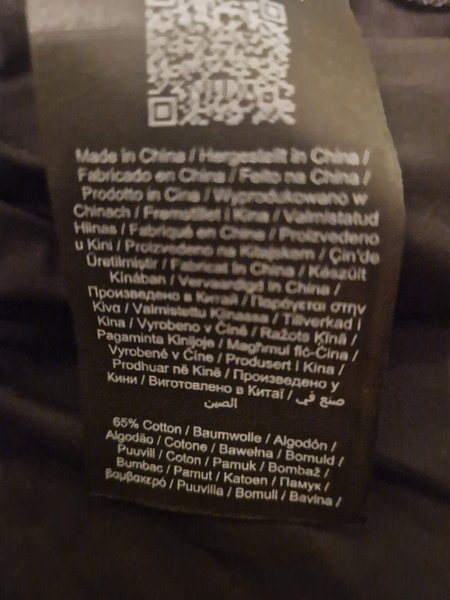 Made in China / Hergestellt in China /
Fabricado en China / Feito na China /
Prodotto in Cina / Wyprodukowano w
Chinach / Fremstillet i Kina / Valmistatud
Hiinas / Fabriqué en Chine / Proizvedeno
u Kini / Proizvedeno na Kitajskem / Çin'de
Üretilmiştir / Fabricat în China / Készült
Kínában / Vervaardigd in China /
Произведено в Китай / Παράγεται στην
Κίνα / Valmistettu Kiinassa / Tillverkad i
Kina / Vyrobeno v Číně / Ražots Ķīnā /
Pagaminta Kinijoje / Magħmul fiċ-Ċina /
Vyrobené v Číne / Produsert i Kina /
Prodhuar në Kinë / Произведено у
Кини / Виготовлено в Китаї / صنع في
الصين
65% Cotton / Baumwolle / Algodón /
Algodão / Cotone / Bawełna / Bomuld /
Puuvill / Coton / Pamuk / Bombaž /
Bumbac / Pamut / Katoen / Памук /
βαμβακερό / Puuvilla / Bomull / Bavlna /